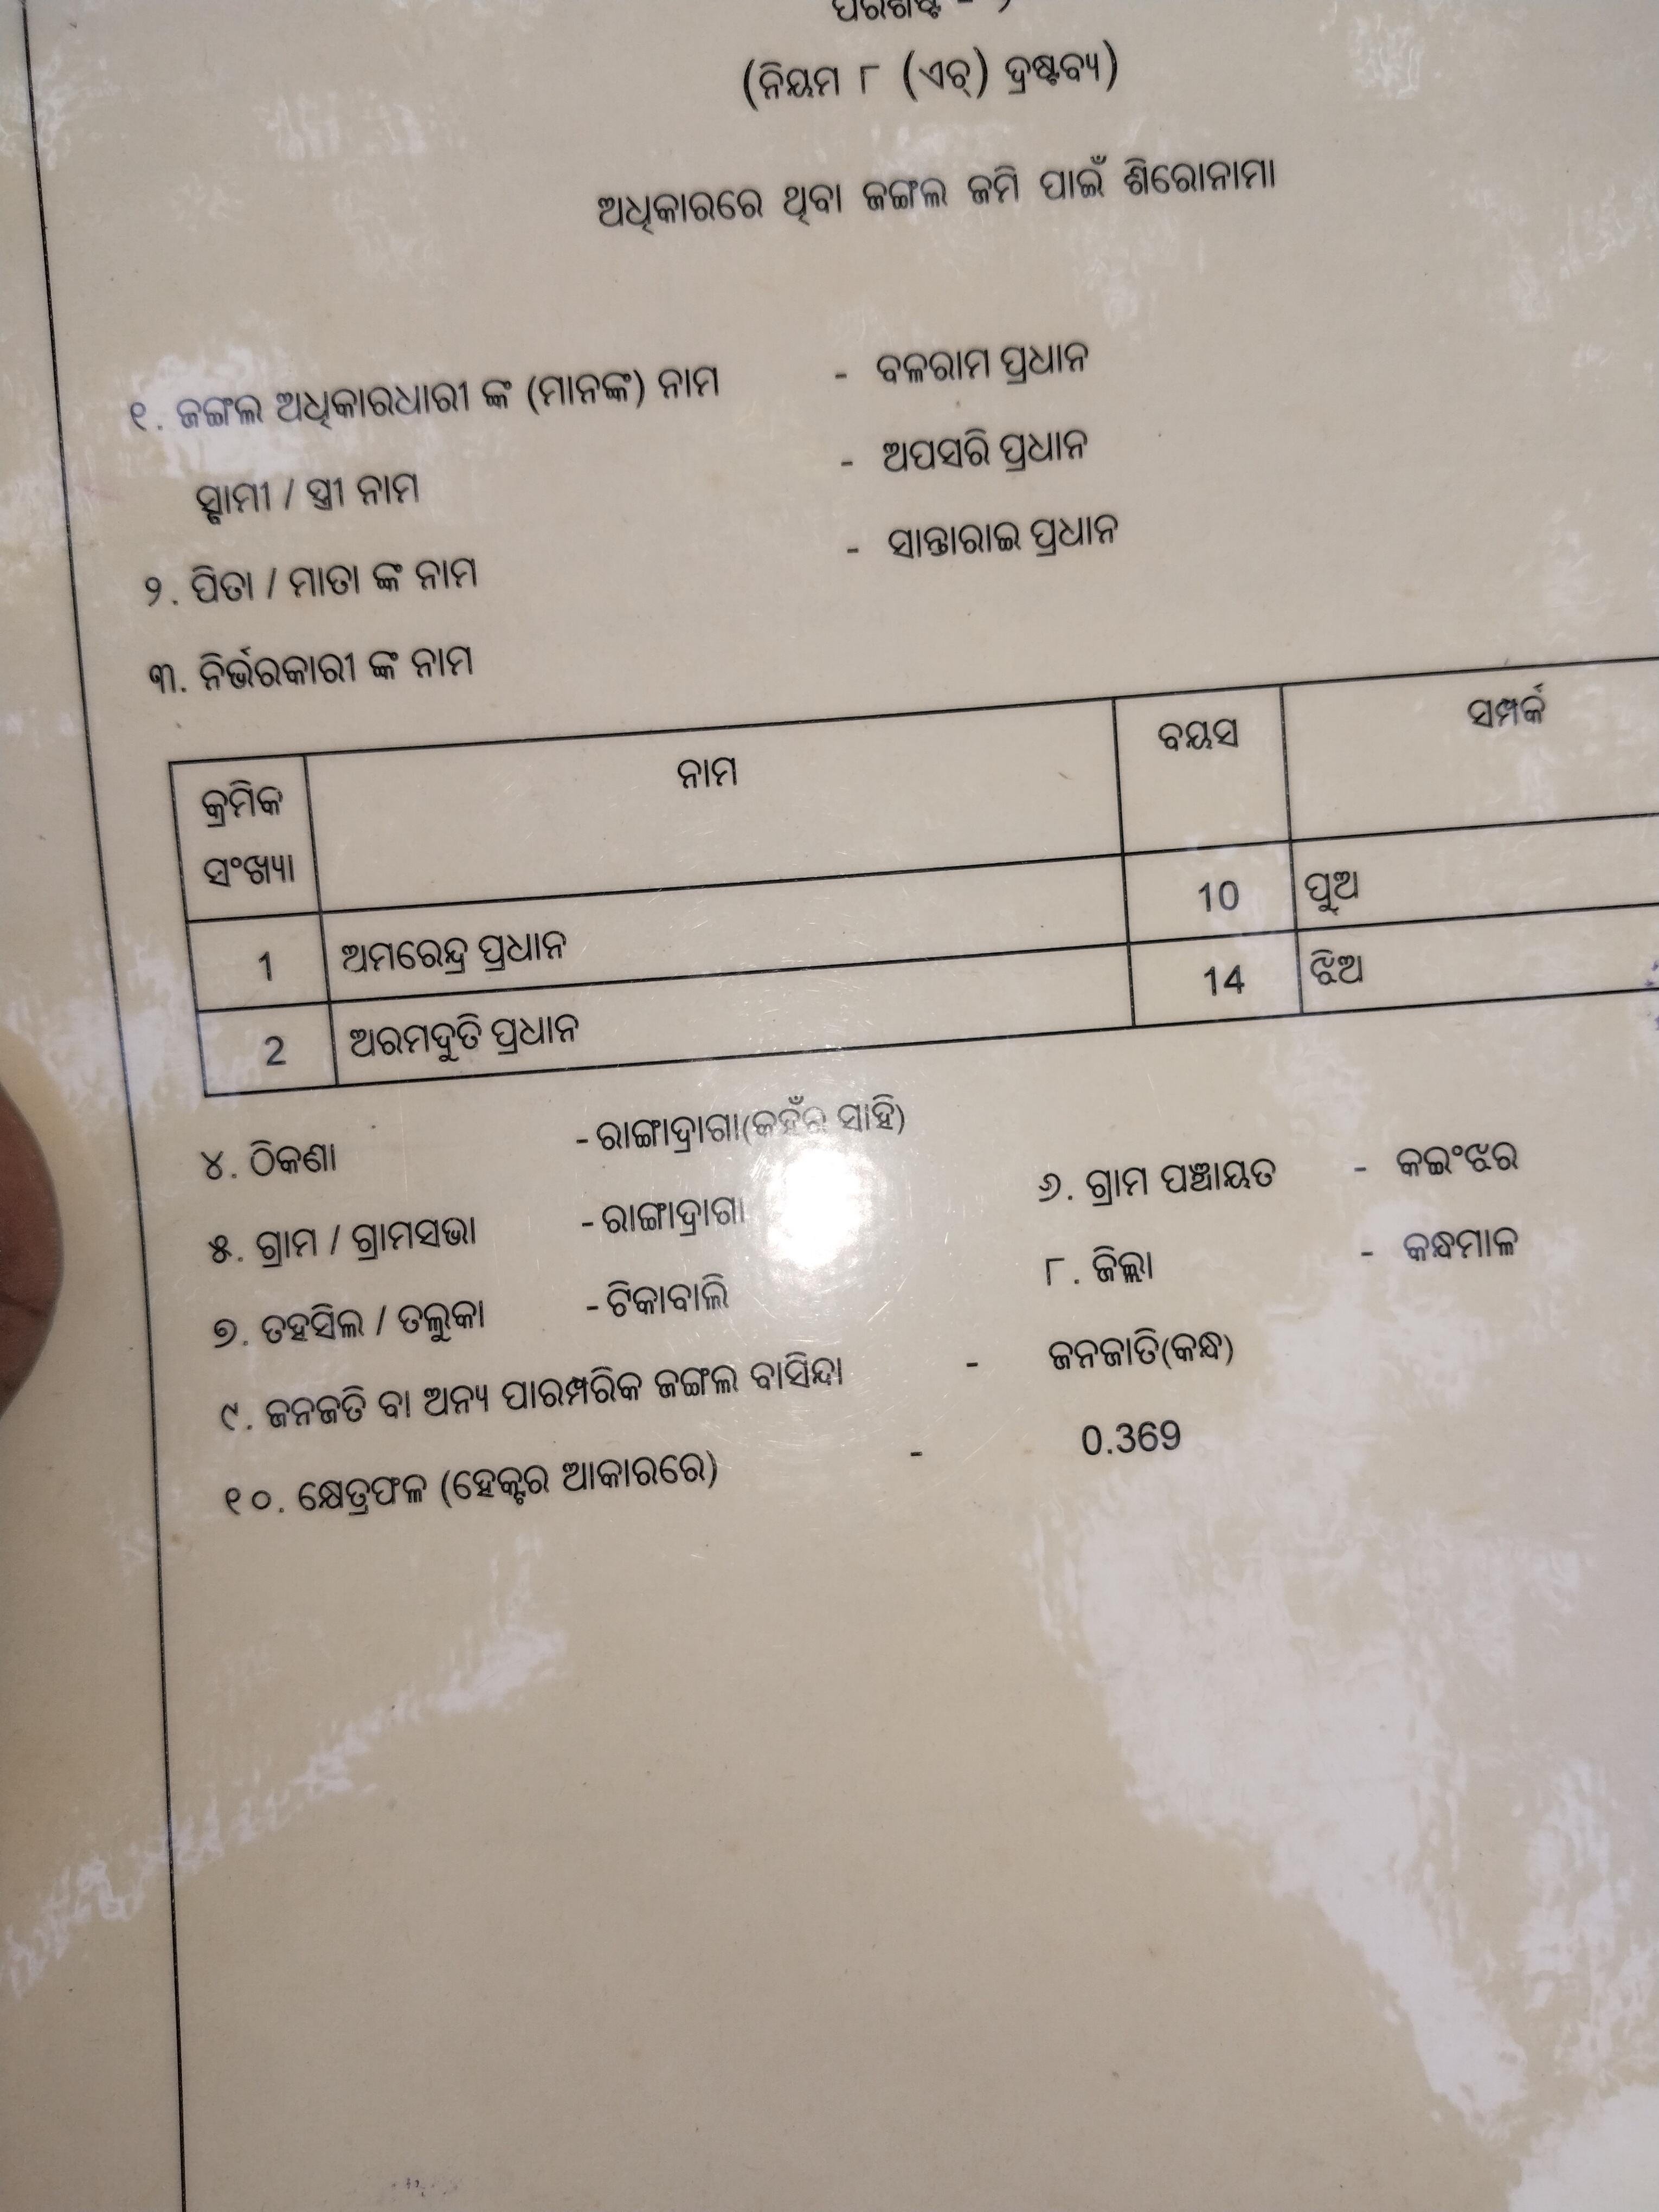 (ନିୟମ ୮ (ଏଚ୍) ଦ୍ରଷ୍ଟବ୍ୟ)
ଅଧିକାରରେ ଥିବା ଜଙ୍ଗଲ ଜମି ପାଇଁ ଶିରୋନାମା
୧. ଜଙ୍ଗଲ ଅଧିକାରଧାରୀ ଙ୍କ (ମାନଙ୍କ) ନାମ - ବଳରାମ ପ୍ରଧାନ
ସ୍ବାମୀ / ସ୍ତ୍ରୀ ନାମ - ଅପସରି ପ୍ରଧାନ
୨. ପିତା / ମାତା ଙ୍କ ନାମ - ସାନ୍ତାରାଇ ପ୍ରଧାନ
୩. ନିର୍ଭରକାରୀ ଙ୍କ ନାମ
କ୍ରମିକ ସଂଖ୍ୟା ନାମ ବୟସ ସମ୍ପର୍କ
1 ଅମରେନ୍ଦ୍ର ପ୍ରଧାନ 10 ପୁଅ
2 ଅରମଦୁତି ପ୍ରଧାନ 14 ଝିଅ
୪. ଠିକଣା - ରାଙ୍ଗାଦ୍ରାଗା( ସାହି)
୫. ଗ୍ରାମ / ଗ୍ରାମସଭା - ରାଙ୍ଗାଦ୍ରାଗା ୬. ଗ୍ରାମ ପଞ୍ଚାୟତ - କଇଂଝର
୭. ତହସିଲ / ତଲୁକା - ଟିକାବାଲି ୮. ଜିଲ୍ଲା - କନ୍ଧମାଳ
୯. ଜନଜତି ବା ଅନ୍ୟ ପାରମ୍ପରିକ ଜଙ୍ଗଲ ବାସିନ୍ଦା - ଜନଜାତି(କନ୍ଧ)
୧୦. କ୍ଷେତ୍ରଫଳ (ହେକ୍ଟର ଆକାରରେ) - 0.369